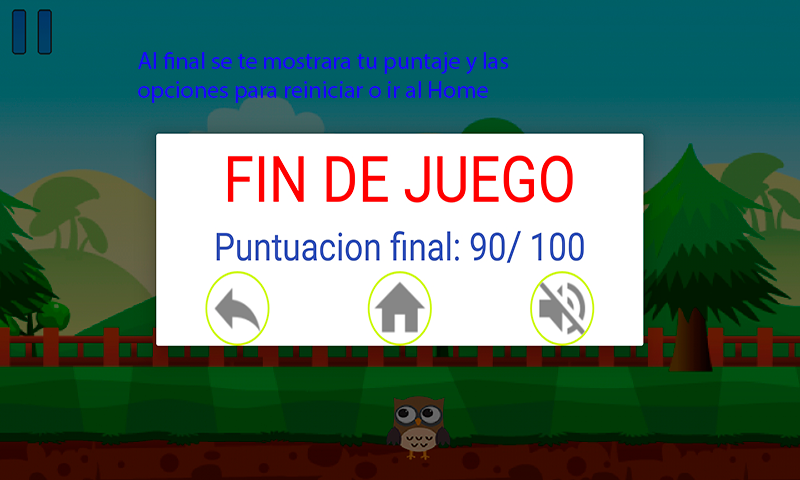 Al final se te mostrara tu puntaje y las
opciones para reiniciar o ir al Home
FIN DE JUEGO
Puntuacion final: 90/ 100